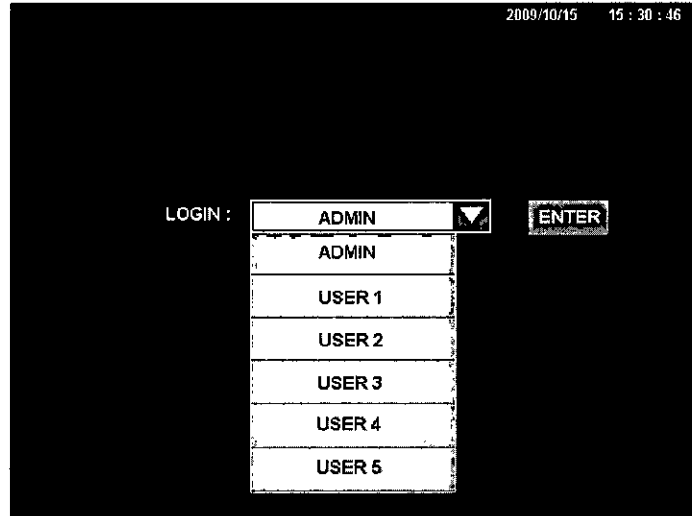 2009/10/15 15 : 30 : 46
LOGIN : ADMIN ENTER
ADMIN
USER 1
USER 2
USER 3
USER 4
USER 5